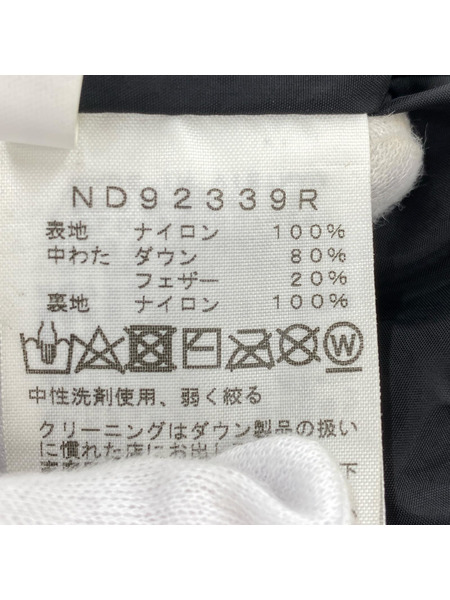 ND92339R
表地 ナイロン 100%
中わた ダウン 80%
フェザー 20%
裏地 ナイロン 100%
W
中性洗剤使用、弱く絞る
クリーニングはダウン製品の扱い
に慣れた店にお出し
下